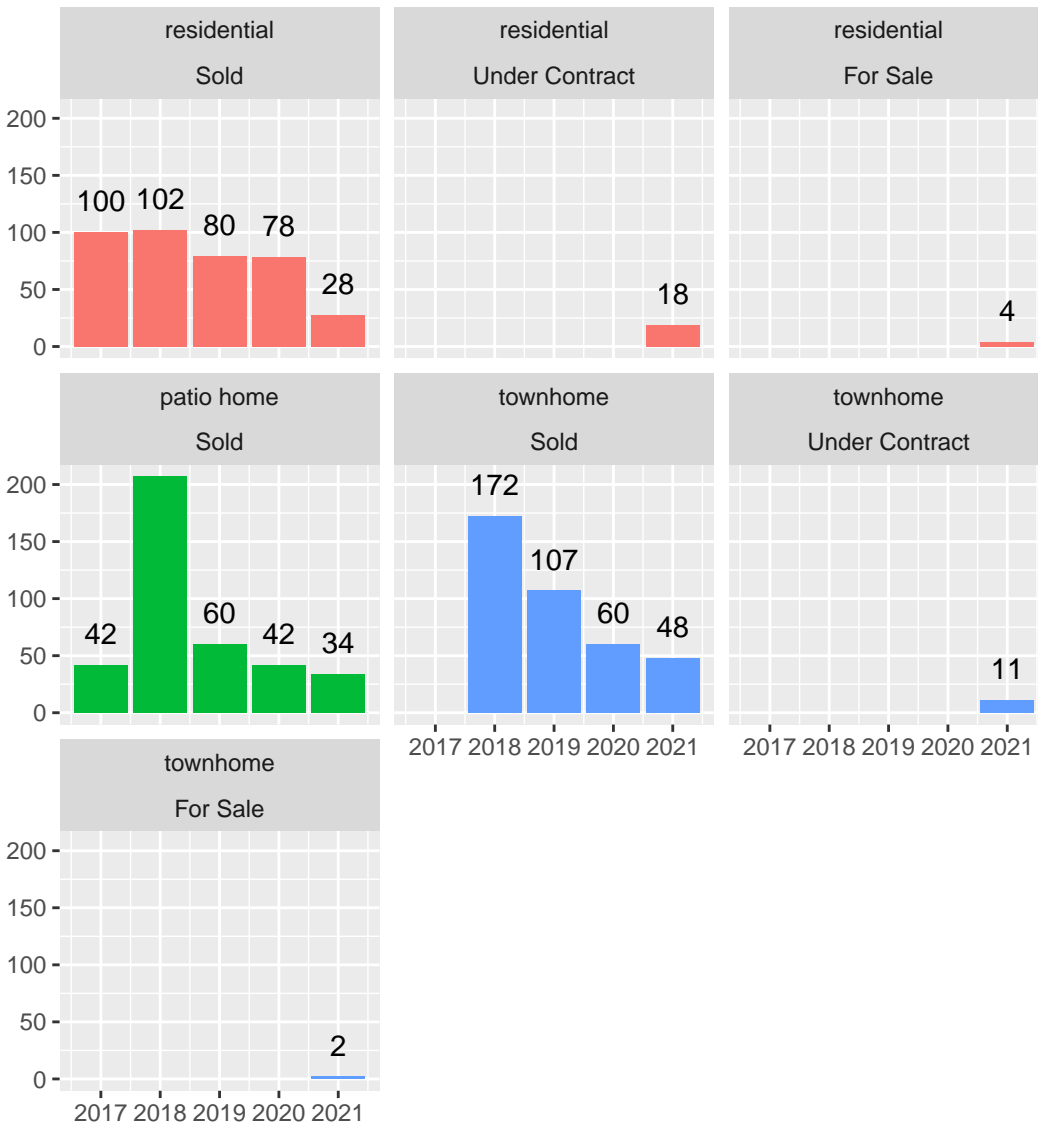 residential
Sold
residential
Under Contract
residential
For Sale
200
150
100
50
0
100 102 80 78 28
18
4
patio home
Sold
townhome
Sold
townhome
Under Contract
200
150
100
50
0
42 60 42 34
172 107 60 48
11
2017 2018 2019 2020 2021
2017 2018 2019 2020 2021
townhome
For Sale
200
150
100
50
0
2
2017 2018 2019 2020 2021